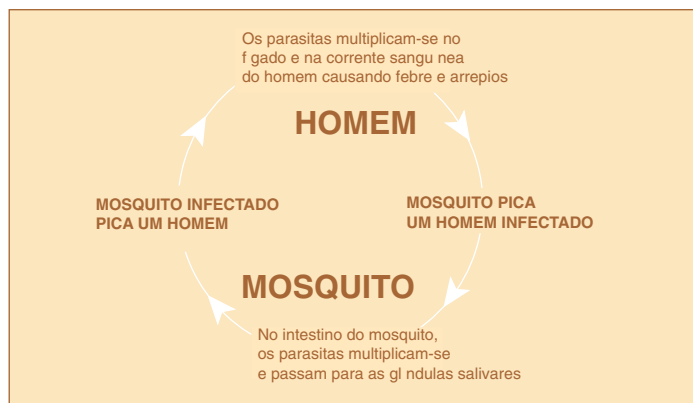 Os parasitas multiplicam-se no
f gado e na corrente sangu nea
do homem causando febre e arrepios
HOMEM
MOSQUITO INFECTADO
PICA UM HOMEM
MOSQUITO PICA
UM HOMEM INFECTADO
MOSQUITO
No intestino do mosquito,
os parasitas multiplicam-se
e passam para as gl ndulas salivares